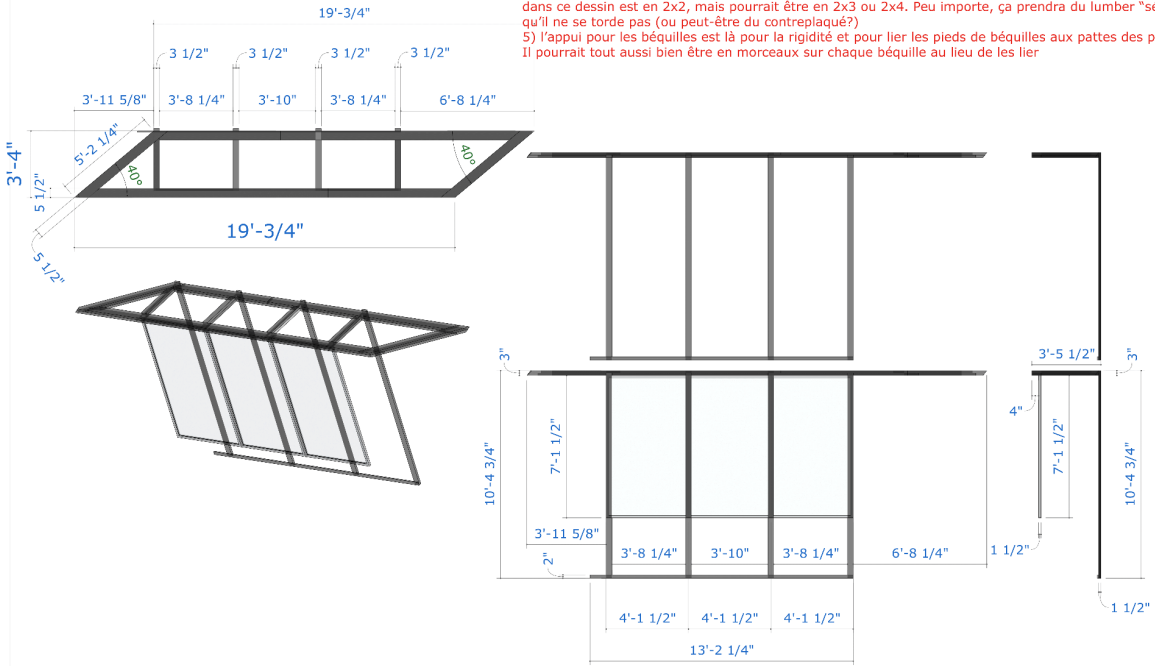 dans ce dessin est en 2x2, mais pourrait être en 2x3 ou 2x4. Peu importe, ça prendra du lumber "se
qu'il ne se torde pas (ou peut-être du contreplaqué?)
5) l'appui pour les béquilles est là pour la rigidité et pour lier les pieds de béquilles aux pattes des p
Il pourrait tout aussi bien être en morceaux sur chaque béquille au lieu de les lier
19'-3/4"
3 1/2" 3 1/2" 3 1/2" 3 1/2"
3'-11 5/8" 3'-8 1/4" 3'-10" 3'-8 1/4" 6'-8 1/4"
5'-2 1/4"
3'-4"
40°
40°
5 1/2"
5 1/2"
19'-3/4"
3"
3'-5 1/2"
3"
4"
7'-1 1/2"
7'-1 1/2"
10'-4 3/4"
10'-4 3/4"
3'-11 5/8"
3'-8 1/4" 3'-10" 3'-8 1/4" 6'-8 1/4"
1 1/2"
2"
1 1/2"
4'-1 1/2" 4'-1 1/2" 4'-1 1/2"
13'-2 1/4"